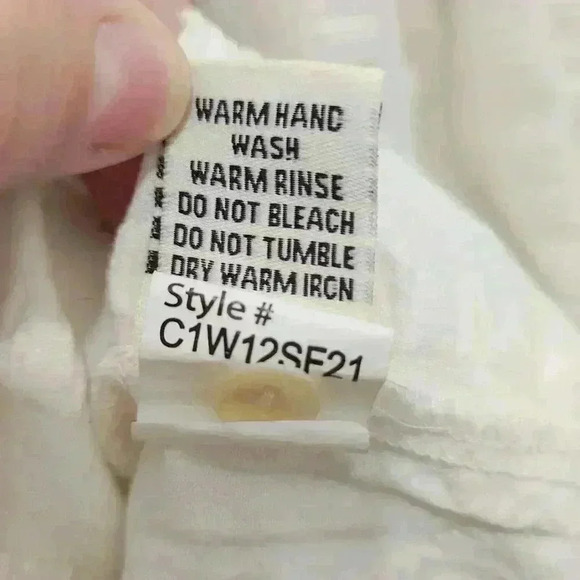 WARM HAND
WASH
WARM RINSE
DO NOT BLEACH
DO NOT TUMBLE
DRY WARM IRON
Style #
C1W12SF21